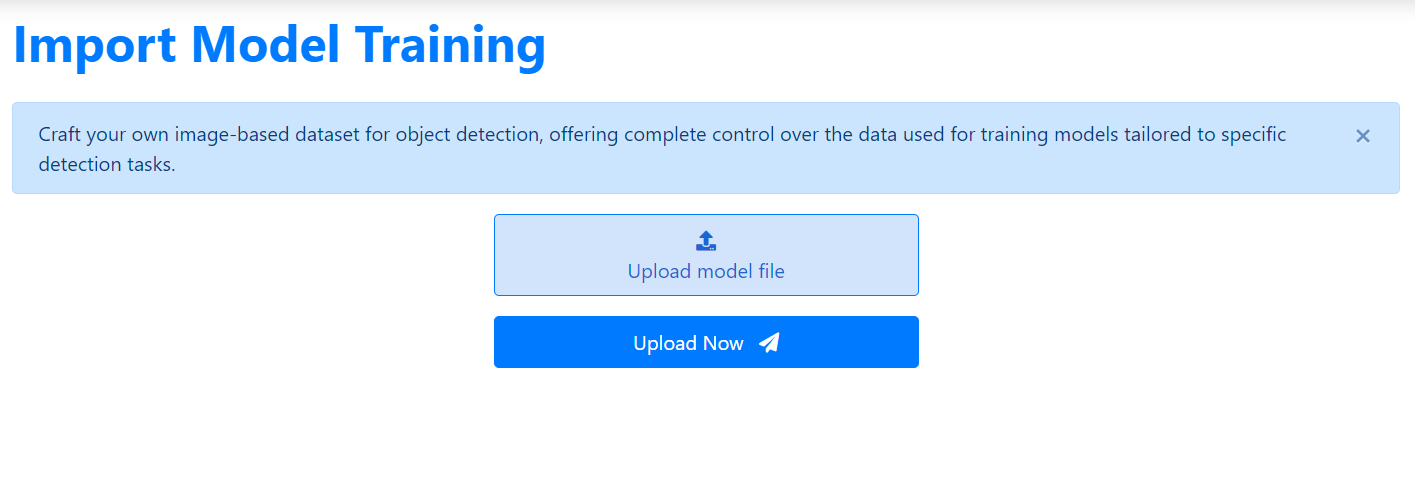 Import Model Training
Craft your own image-based dataset for object detection, offering complete control over the data used for training models tailored to specific
detection tasks.
Upload model file
Upload Now